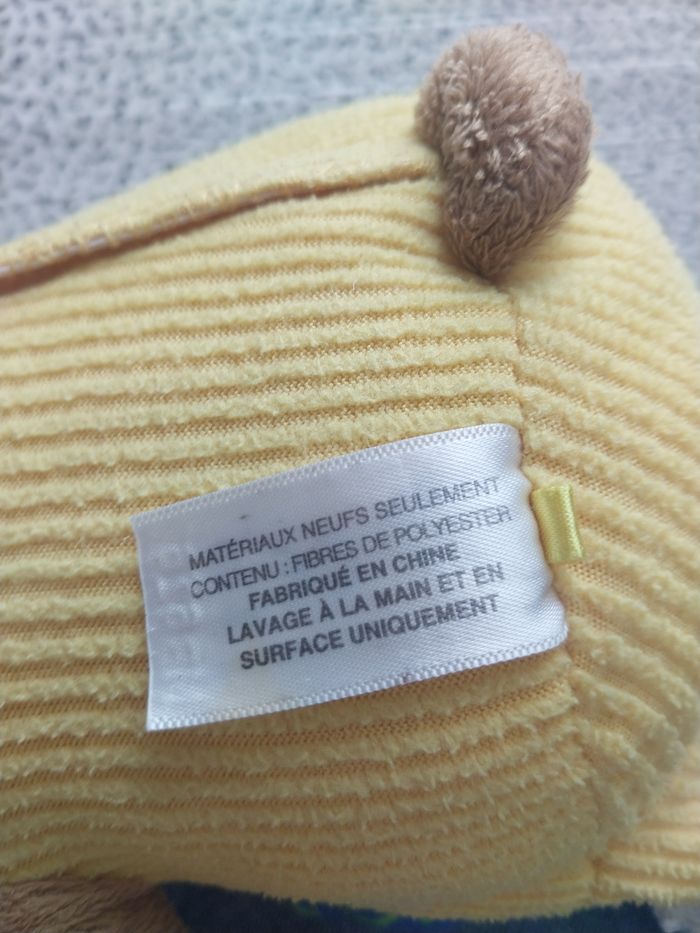 MATÉRIAUX NEUFS SEULEMENT
CONTENU : FIBRES DE POLYESTER
FABRIQUÉ EN CHINE
LAVAGE À LA MAIN ET EN
SURFACE UNIQUEMENT